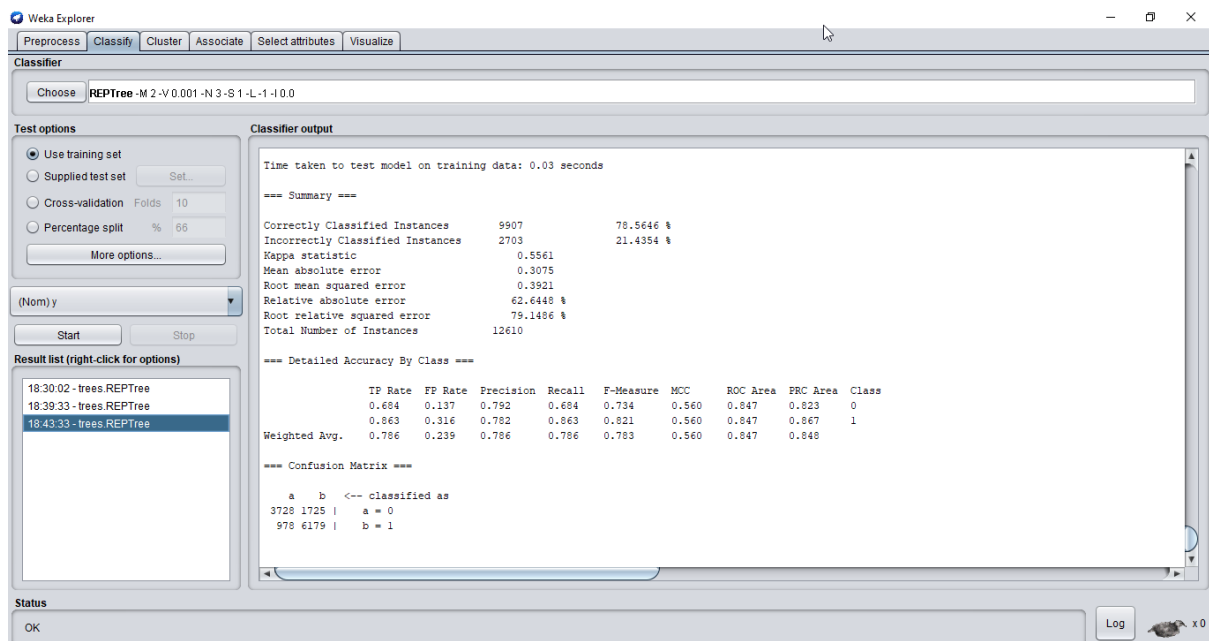 Weka Explorer
Preprocess Classify Cluster Associate Select attributes Visualize
Classifier
Choose REPTree -M 2 -V 0.001 -N 3 -S 1 -L -1 -I 0.0
Test options
Use training set
Supplied test set Set...
Cross-validation Folds 10
Percentage split % 66
More options...
(Nom) y
Start Stop
Result list (right-click for options)
18:30:02 - trees.REPTree
18:39:33 - trees.REPTree
18:43:33 - trees.REPTree
Classifier output
Time taken to test model on training data: 0.03 seconds
=== Summary ===
Correctly Classified Instances 9907 78.5646 %
Incorrectly Classified Instances 2703 21.4354 %
Kappa statistic 0.5561
Mean absolute error 0.3075
Root mean squared error 0.3921
Relative absolute error 62.6448 %
Root relative squared error 79.1486 %
Total Number of Instances 12610
=== Detailed Accuracy By Class ===
TP Rate FP Rate Precision Recall F-Measure MCC ROC Area PRC Area Class
0.684 0.137 0.792 0.684 0.734 0.560 0.847 0.823 0
0.863 0.316 0.782 0.863 0.821 0.560 0.847 0.867 1
Weighted Avg. 0.786 0.239 0.786 0.786 0.783 0.560 0.847 0.848
=== Confusion Matrix ===
a b <-- classified as
3728 1725 | a = 0
978 6179 | b = 1
Status
OK
Log x 0